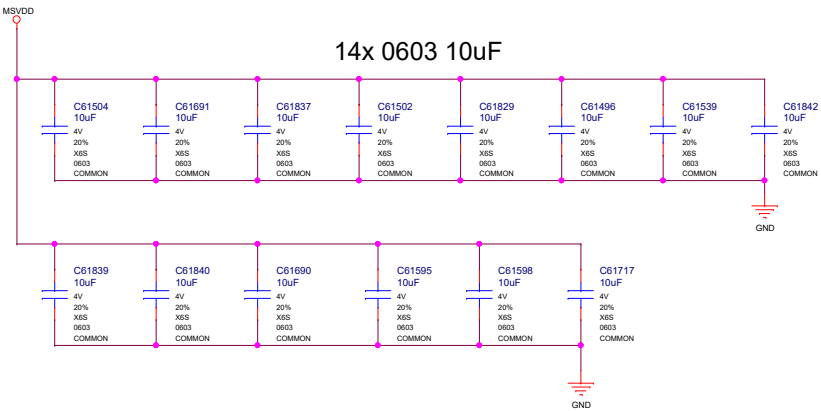 MSVDD
14x 0603 10uF
C61504 C61691 C61837 C61502 C61829 C61496 C61539 C61842
10uF 10uF 10uF 10uF 10uF 10uF 10uF 10uF
4V 4V 4V 4V 4V 4V 4V 4V
20% 20% 20% 20% 20% 20% 20% 20%
X6S X6S X6S X6S X6S X6S X6S X6S
0603 0603 0603 0603 0603 0603 0603 0603
COMMON COMMON COMMON COMMON COMMON COMMON COMMON COMMON
GND
C61839 C61840 C61690 C61595 C61598 C61717
10uF 10uF 10uF 10uF 10uF 10uF
4V 4V 4V 4V 4V 4V
20% 20% 20% 20% 20% 20%
X6S X6S X6S X6S X6S X6S
0603 0603 0603 0603 0603 0603
COMMON COMMON COMMON COMMON COMMON COMMON
GND